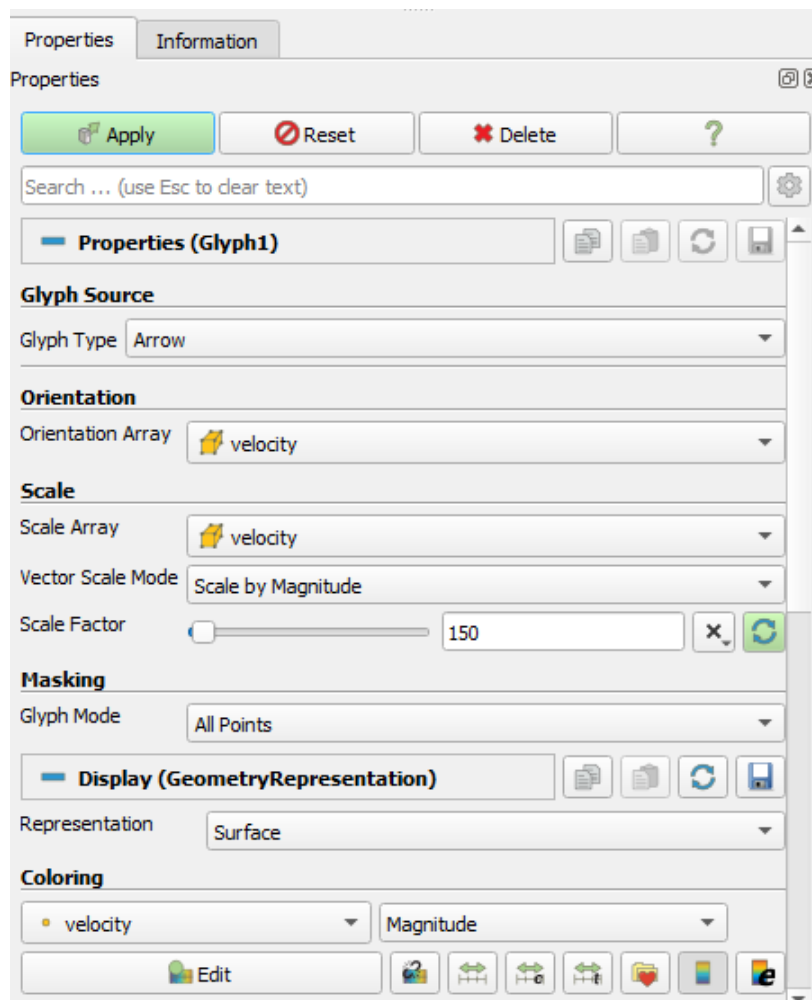 Properties Information
Properties
Apply Reset Delete ?
Search ... (use Esc to clear text)
Properties (Glyph1)
Glyph Source
Glyph Type Arrow
Orientation
Orientation Array velocity
Scale
Scale Array velocity
Vector Scale Mode Scale by Magnitude
Scale Factor 150
Masking
Glyph Mode All Points
Display (GeometryRepresentation)
Representation Surface
Coloring
velocity Magnitude
Edit c t e